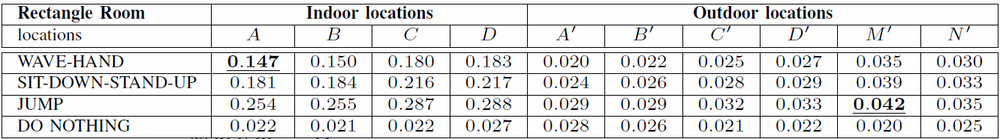 Rectangle Room Indoor locations Outdoor locations
locations A B C D A′ B′ C′ D′ M′ N′
WAVE-HAND 0.147 0.150 0.180 0.183 0.020 0.022 0.025 0.027 0.035 0.030
SIT-DOWN-STAND-UP 0.181 0.184 0.216 0.217 0.024 0.026 0.028 0.029 0.039 0.033
JUMP 0.254 0.255 0.287 0.288 0.029 0.029 0.032 0.033 0.042 0.035
DO NOTHING 0.022 0.021 0.022 0.027 0.028 0.026 0.021 0.022 0.020 0.025